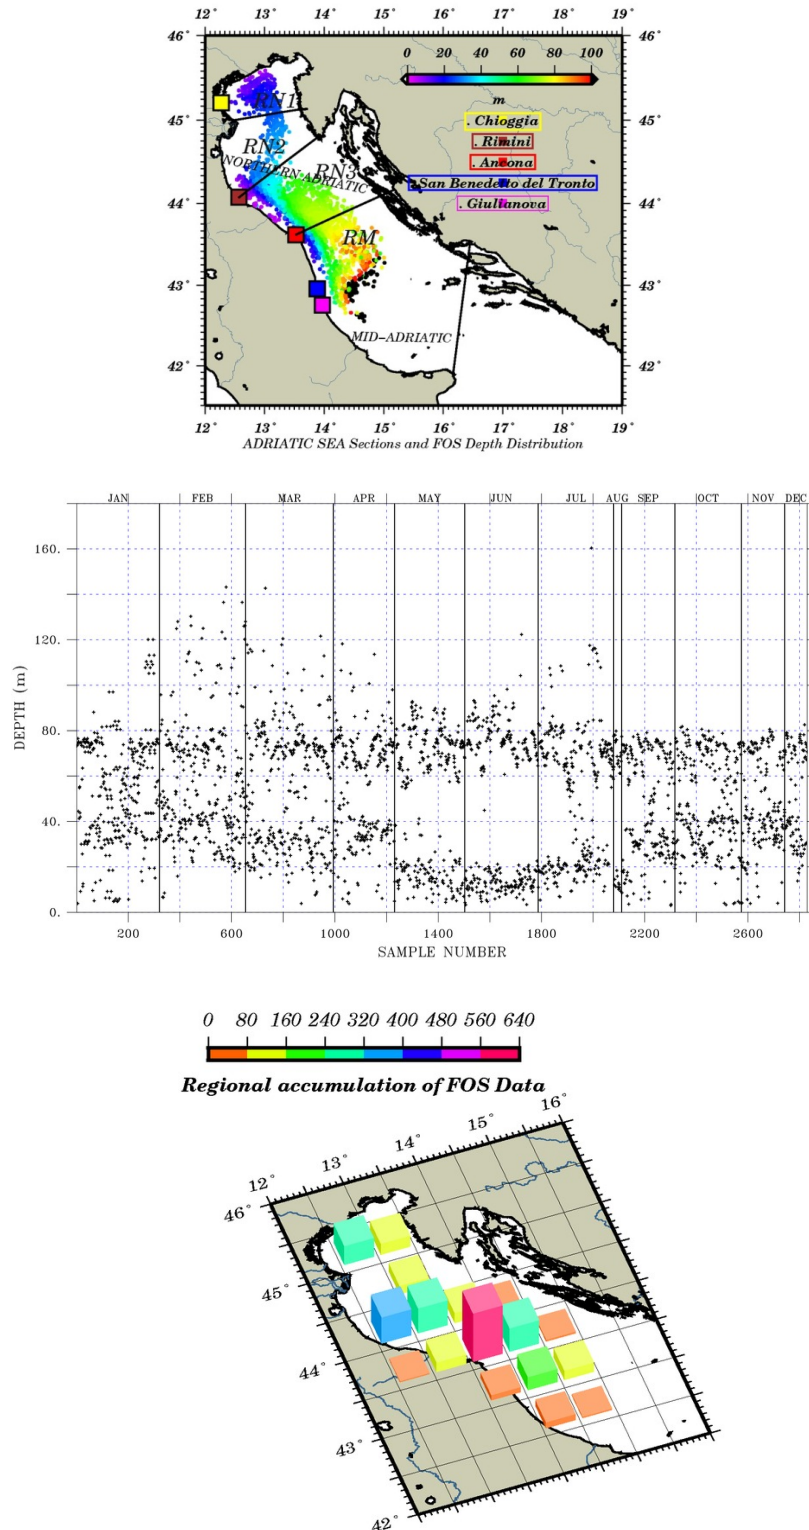 12° 13° 14° 15° 16° 17° 18° 19°
46° 46°
0 20 40 60 80 100
m
45° 45°
RN1
. Chioggia
RN2
. Rimini
NORTHERN ADRIATIC
RN3
. Ancona
San Benedetto del Tronto
44° 44°
. Giulianova
RM
43° 43°
MID-ADRIATIC
42° 42°
12° 13° 14° 15° 16° 17° 18° 19°
ADRIATIC SEA Sections and FOS Depth Distribution
JAN FEB MAR APR MAY JUN JUL AUG SEP OCT NOV DEC
160.
120.
80.
40.
0.
DEPTH (m)
200 600 1000 1400 1800 2200 2600
SAMPLE NUMBER
0 80 160 240 320 400 480 560 640
Regional accumulation of FOS Data
12° 13° 14° 15° 16°
46°
45°
44°
43°
42°